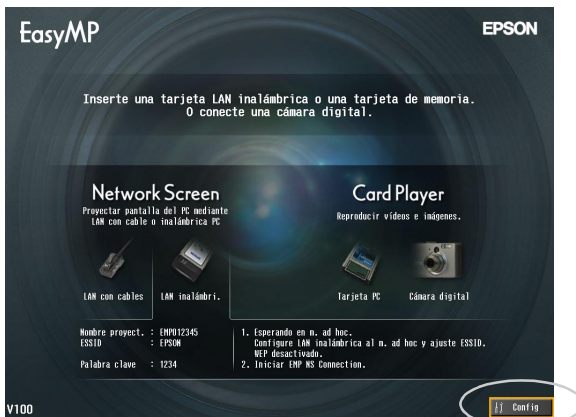 EasyMP
EPSON
Inserte una tarjeta LAN inalámbrica o una tarjeta de memoria.
O conecte una cámara digital.
Network Screen
Proyectar pantalla del PC mediante
LAN con cable o inalámbrica PC
LAN con cables
LAN inalámbri.
Card Player
Reproducir vídeos e imágenes.
Tarjeta PC
Cámara digital
Nombre proyect. : EMP012345
ESSID : EPSON
Palabra clave : 1234
1. Esperando en m. ad hoc.
Configure LAN inalámbrica al m. ad hoc y ajuste ESSID.
WEP desactivado.
2. Iniciar EMP NS Connection.
V100
Config